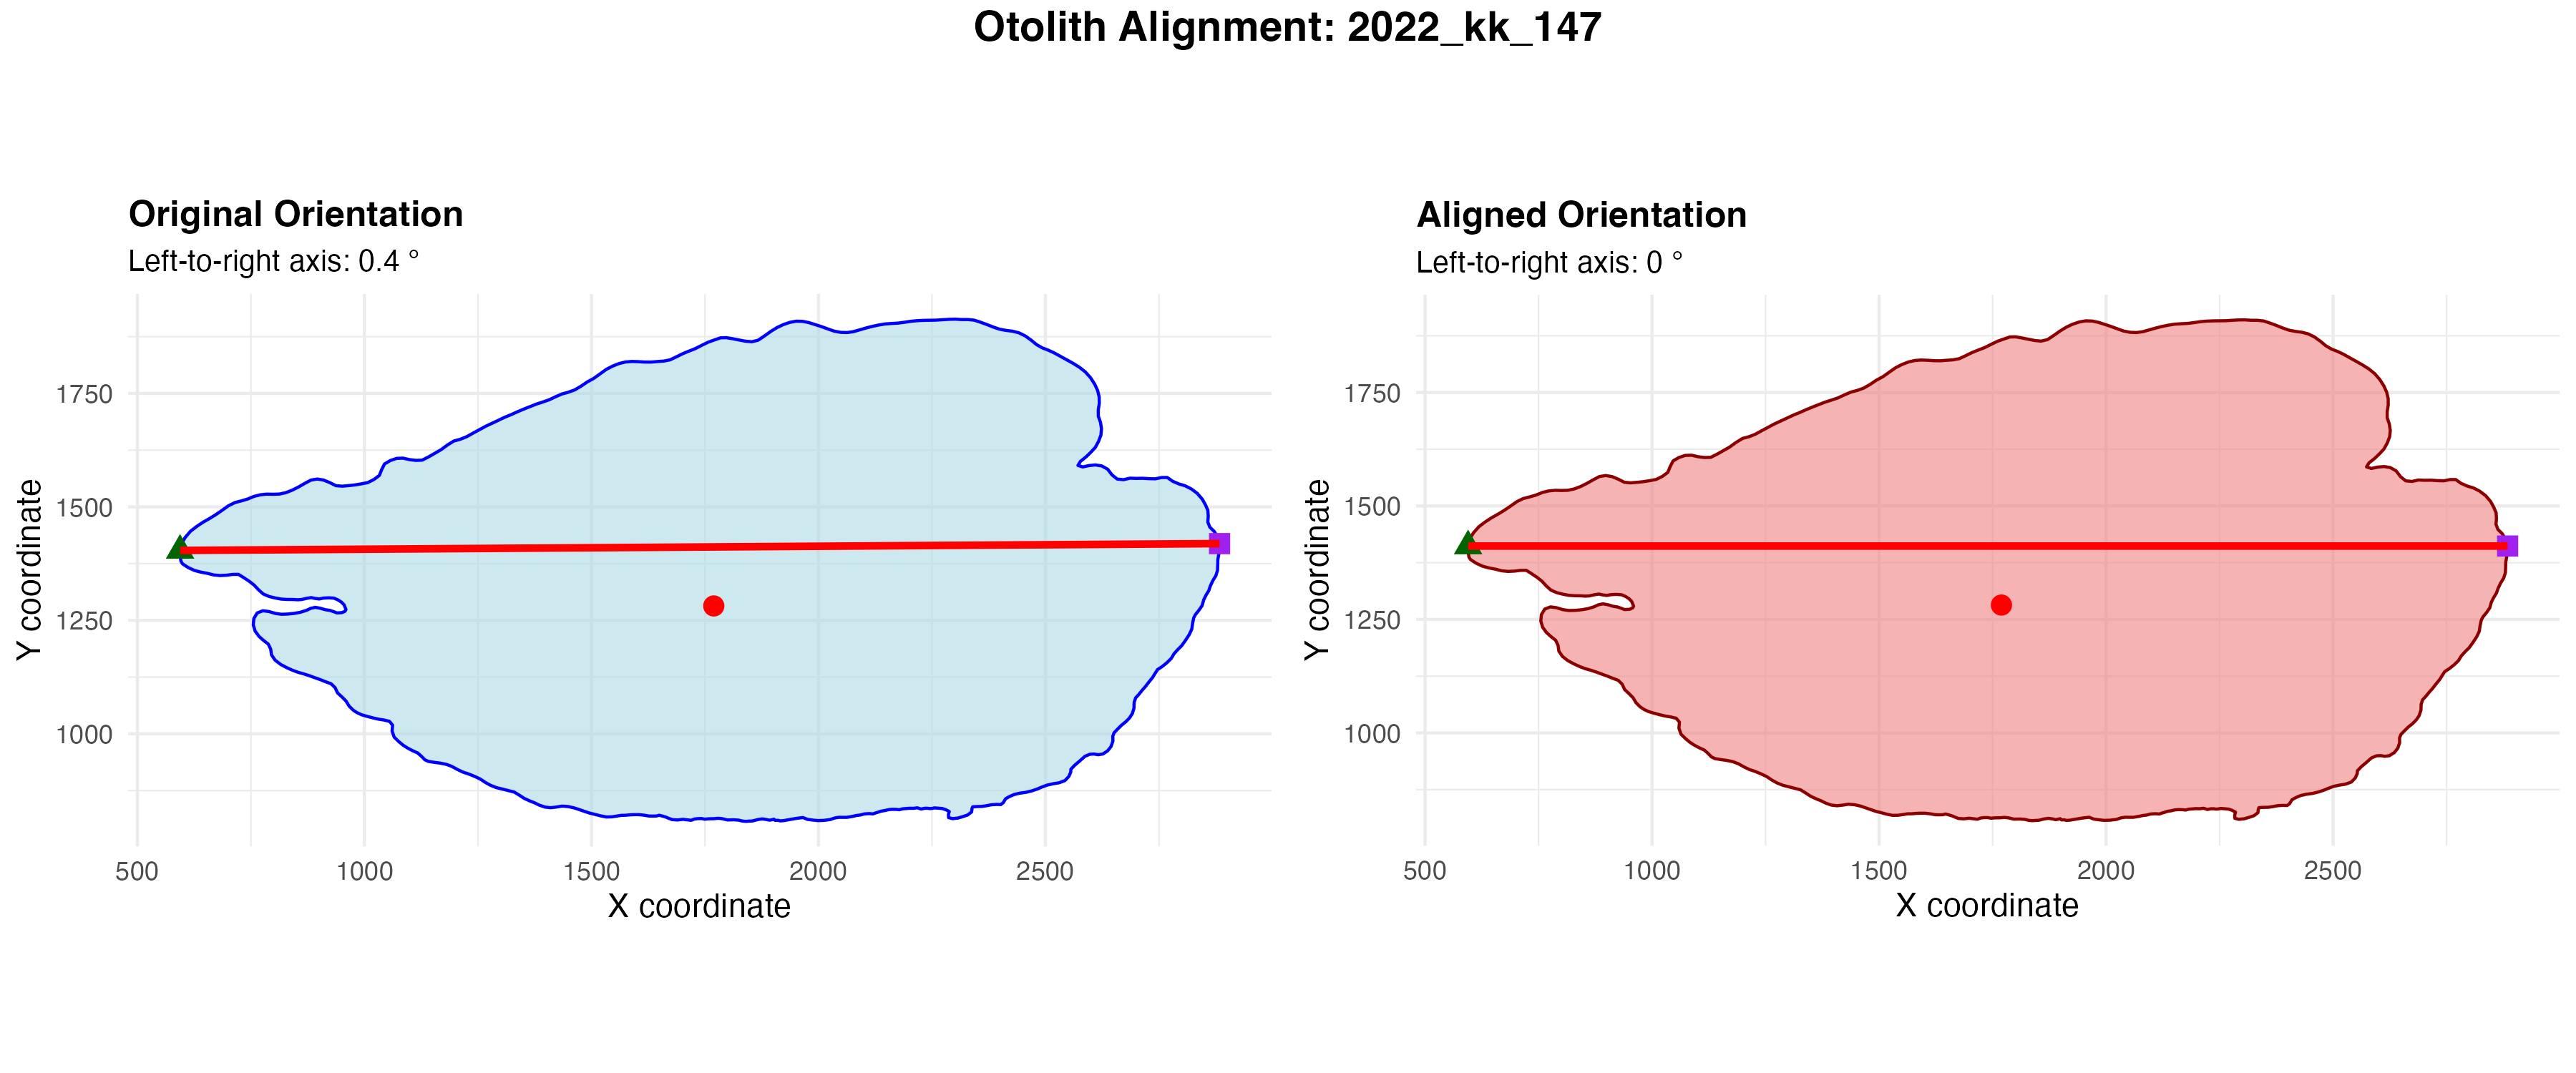 Otolith Alignment: 2022_kk_147
Original Orientation
Left-to-right axis: 0.4 °
Y coordinate
1750
1500
1250
1000
500 1000 1500 2000 2500
X coordinate
Aligned Orientation
Left-to-right axis: 0 °
Y coordinate
1750
1500
1250
1000
500 1000 1500 2000 2500
X coordinate